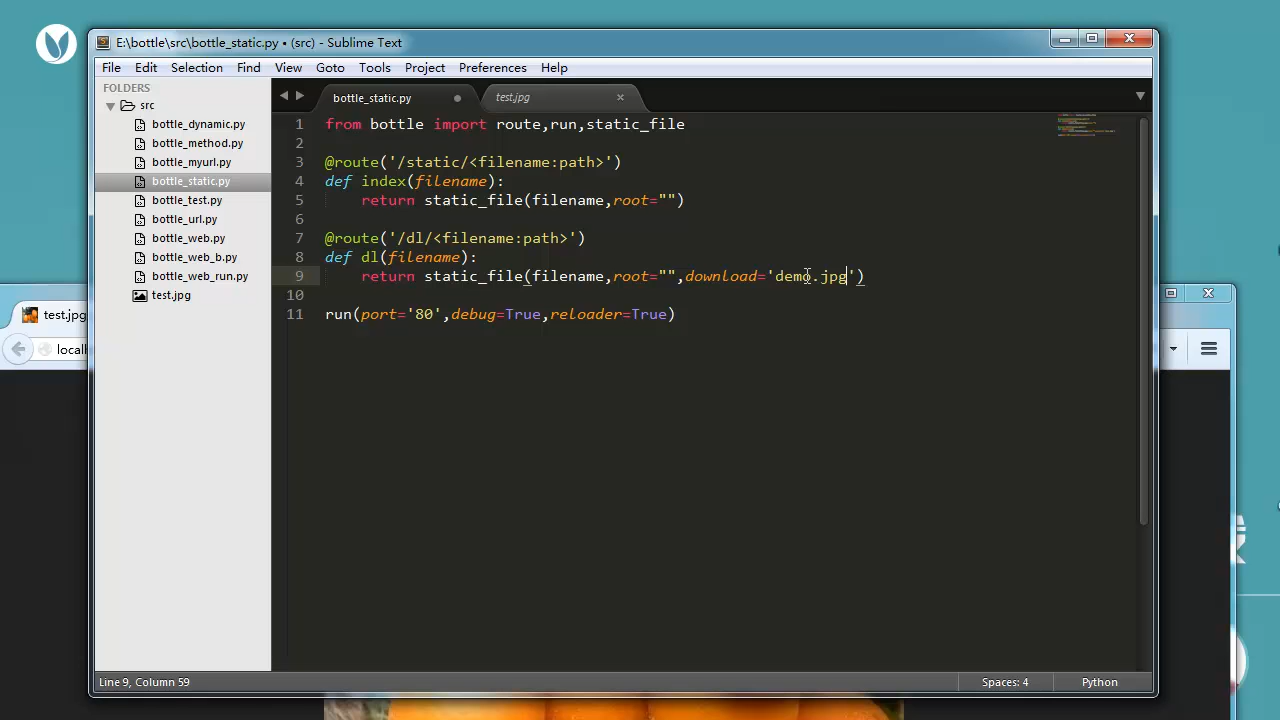 E:\bottle\src\bottle_static.py • (src) - Sublime Text
File Edit Selection Find View Goto Tools Project Preferences Help
FOLDERS
src
bottle_dynamic.py
bottle_method.py
bottle_myurl.py
bottle_static.py
bottle_test.py
bottle_url.py
bottle_web.py
bottle_web_b.py
bottle_web_run.py
test.jpg
bottle_static.py test.jpg
1 from bottle import route,run,static_file
2
3 @route('/static/<filename:path>')
4 def index(filename):
5 return static_file(filename,root="")
6
7 @route('/dl/<filename:path>')
8 def dl(filename):
9 return static_file(filename,root="",download='demo.jpg')
10
11 run(port='80',debug=True,reloader=True)
Line 9, Column 59 Spaces: 4 Python
test.jpg
local